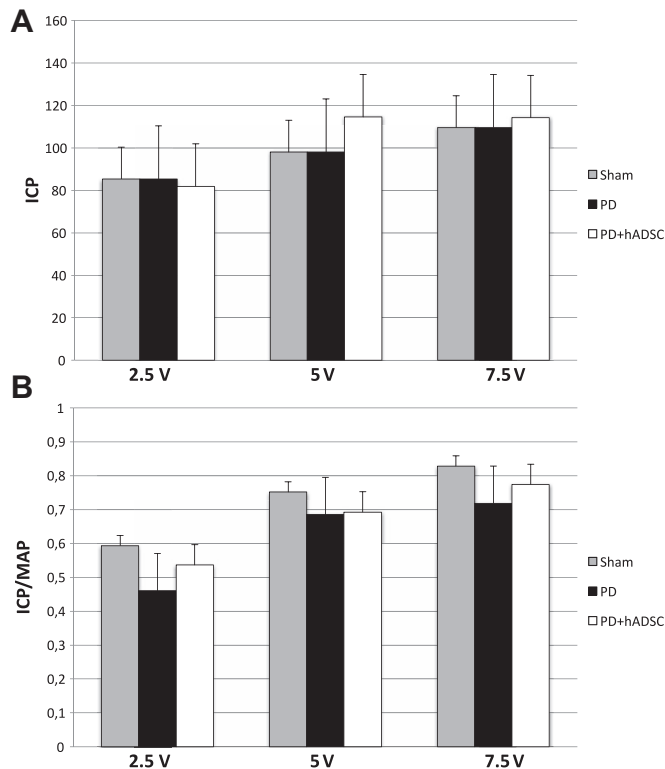 A
160
140
120
100
80
60
40
20
0
ICP
2.5 V 5 V 7.5 V
Sham
PD
PD+hADSC
B
1
0,9
0,8
0,7
0,6
0,5
0,4
0,3
0,2
0,1
0
ICP/MAP
2.5 V 5 V 7.5 V
Sham
PD
PD+hADSC